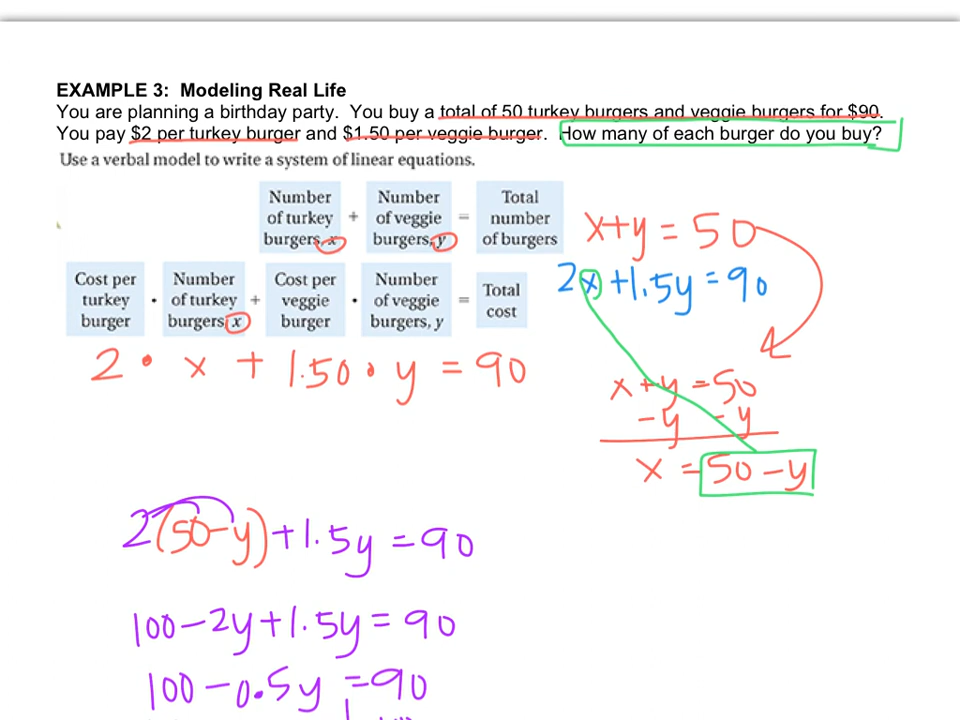 EXAMPLE 3: Modeling Real Life
You are planning a birthday party. You buy a total of 50 turkey burgers and veggie burgers for $90.
You pay $2 per turkey burger and $1.50 per veggie burger. How many of each burger do you buy?
Use a verbal model to write a system of linear equations.
Number of turkey burgers, x + Number of veggie burgers, y = Total number of burgers
x+y = 50
2x+1.5y=90
Cost per turkey burger · Number of turkey burgers, x + Cost per veggie burger · Number of veggie burgers, y = Total cost
2 · x + 1.50 · y = 90
x+y=50
-y -y
x = 50-y
2(50-y)+1.5y=90
100-2y+1.5y=90
100-0.5y=90